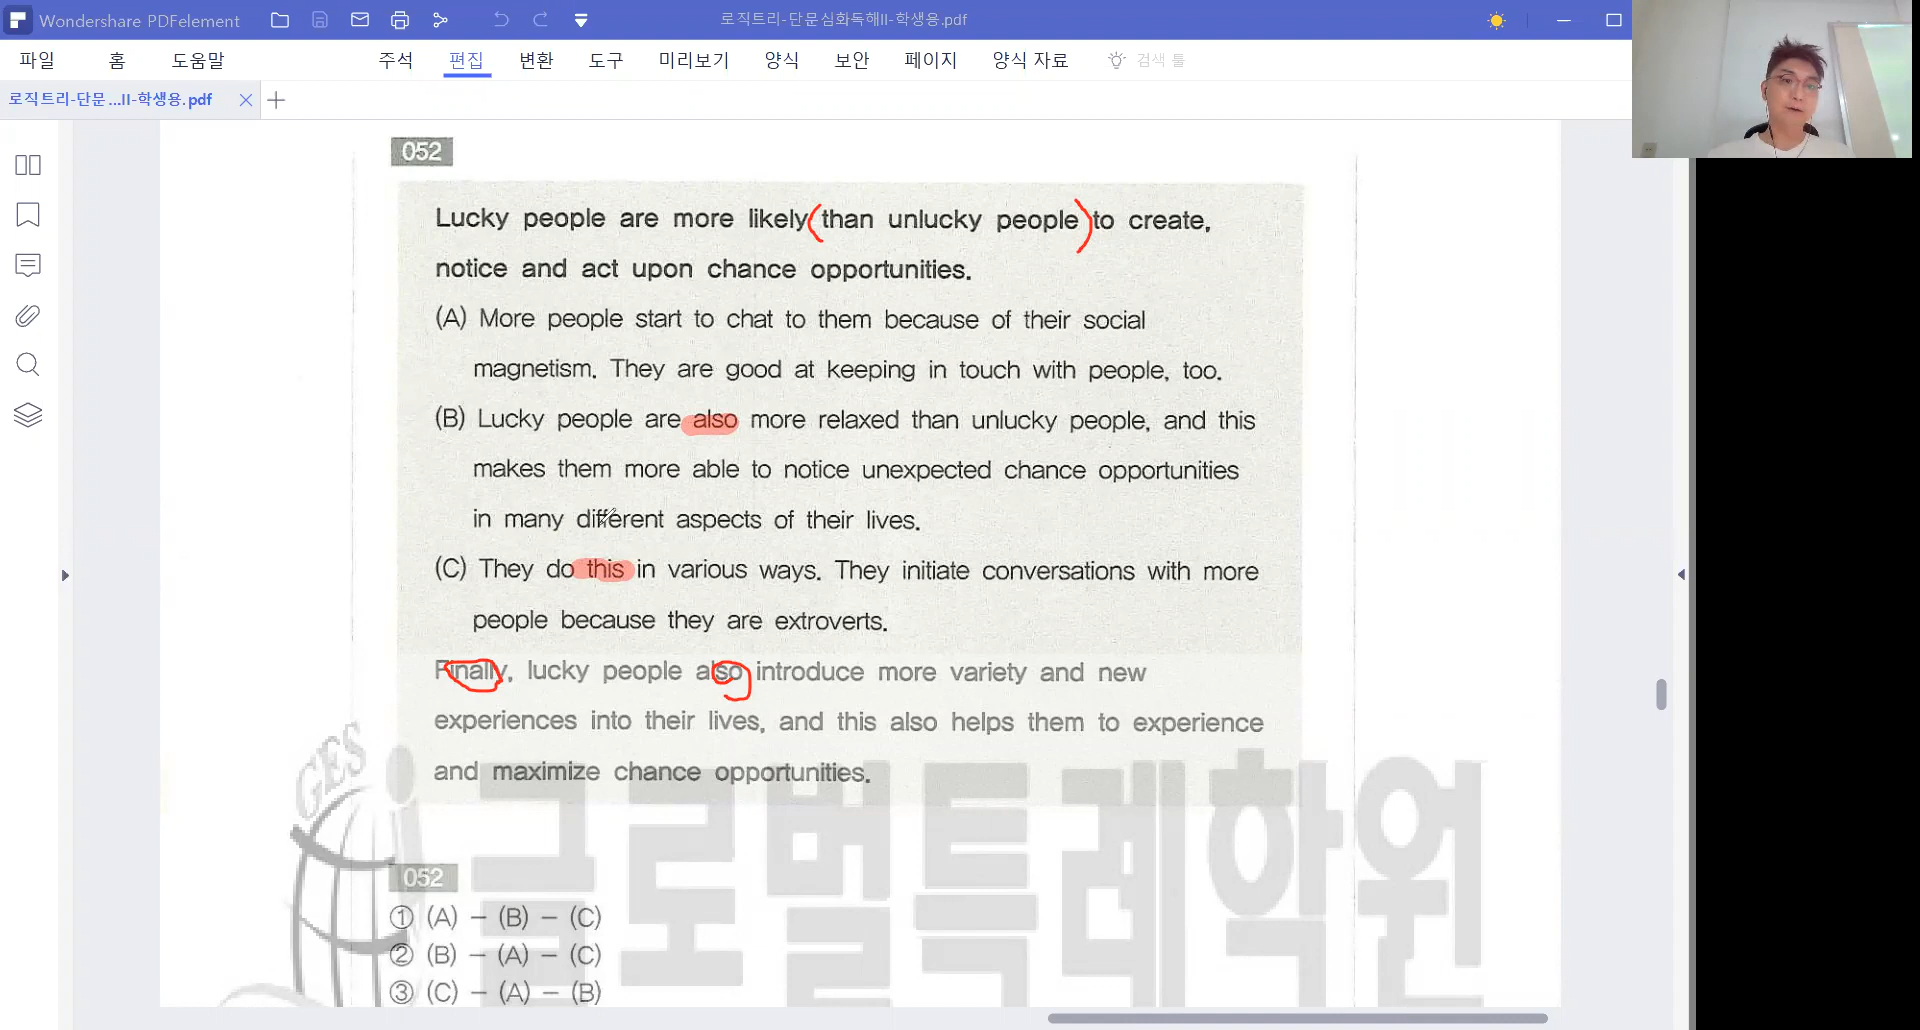 Wondershare PDFelement
로직트리-단문심화독해II-학생용.pdf
파일 홈 도움말 주석 편집 변환 도구 미리보기 양식 보안 페이지 양식 자료 검색 툴
로직트리-단문 ...II-학생용.pdf
052
Lucky people are more likely (than unlucky people) to create,
notice and act upon chance opportunities.
(A) More people start to chat to them because of their social
magnetism. They are good at keeping in touch with people, too.
(B) Lucky people are also more relaxed than unlucky people, and this
makes them more able to notice unexpected chance opportunities
in many different aspects of their lives.
(C) They do this in various ways. They initiate conversations with more
people because they are extroverts.
Finally, lucky people also introduce more variety and new
experiences into their lives, and this also helps them to experience
and maximize chance opportunities.
GES
글로벌특례학원
052
① (A) – (B) – (C)
② (B) – (A) – (C)
③ (C) – (A) – (B)